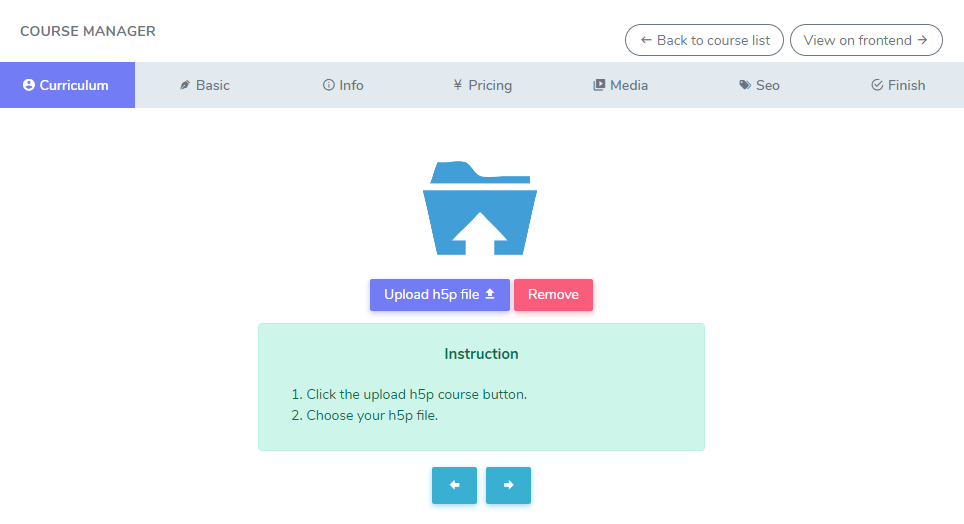 COURSE MANAGER
← Back to course list
View on frontend →
Curriculum
Basic
Info
¥ Pricing
Media
Seo
Finish
Upload h5p file
Remove
Instruction
1. Click the upload h5p course button.
2. Choose your h5p file.